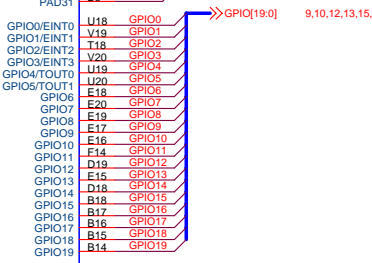 PAD31
GPIO[19:0] 9,10,12,13,15,
GPIO0/EINT0 U18 GPIO0
GPIO1/EINT1 V19 GPIO1
GPIO2/EINT2 T18 GPIO2
GPIO3/EINT3 V20 GPIO3
GPIO4/TOUT0 U19 GPIO4
GPIO5/TOUT1 U20 GPIO5
GPIO6 E18 GPIO6
GPIO7 E20 GPIO7
GPIO8 E19 GPIO8
GPIO9 E17 GPIO9
GPIO10 E16 GPIO10
GPIO11 F14 GPIO11
GPIO12 D19 GPIO12
GPIO13 E15 GPIO13
GPIO14 D18 GPIO14
GPIO15 B18 GPIO15
GPIO16 B17 GPIO16
GPIO17 B16 GPIO17
GPIO18 B15 GPIO18
GPIO19 B14 GPIO19